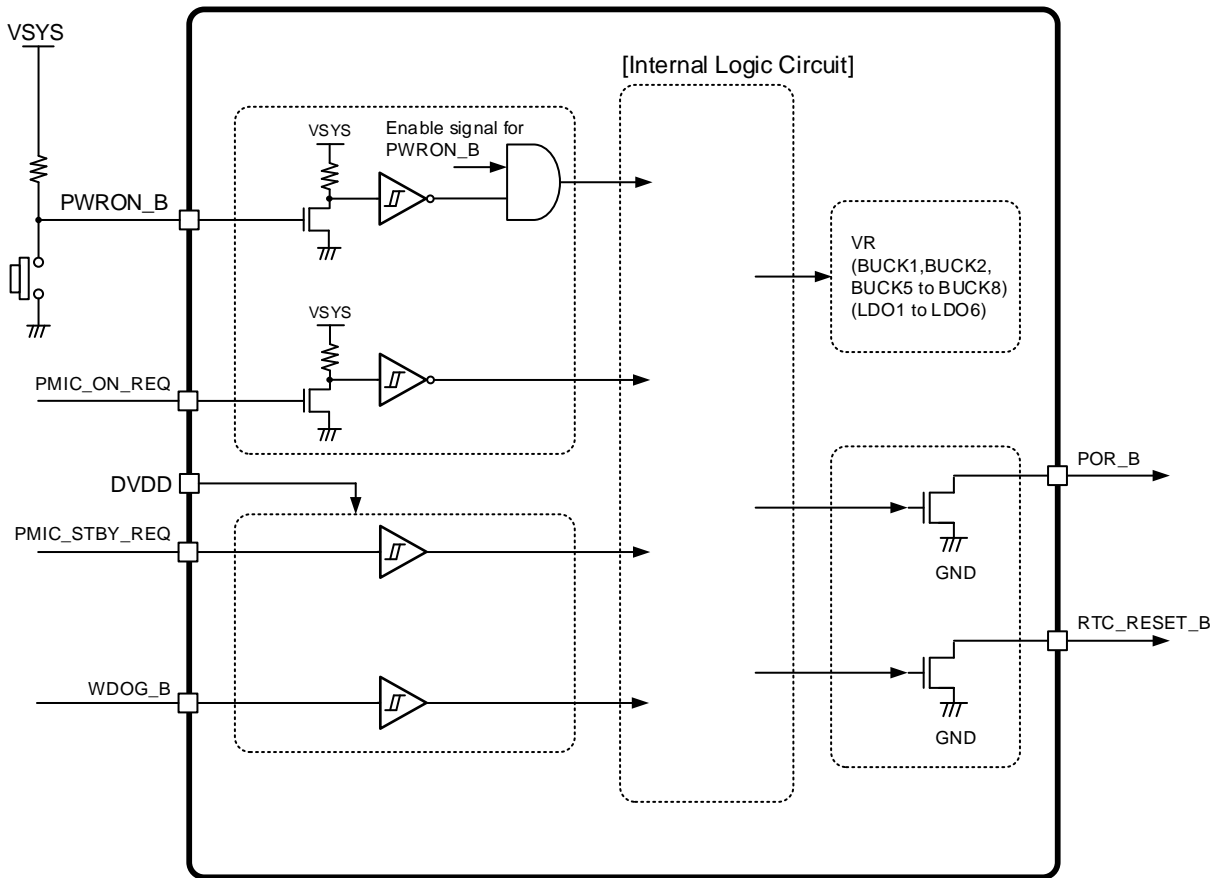 VSYS
[Internal Logic Circuit]
VSYS
Enable signal for
PWRON_B
PWRON_B
VR
(BUCK1,BUCK2,
BUCK5 to BUCK8)
(LDO1 to LDO6)
VSYS
PMIC_ON_REQ
DVDD
POR_B
PMIC_STBY_REQ
GND
RTC_RESET_B
WDOG_B
GND